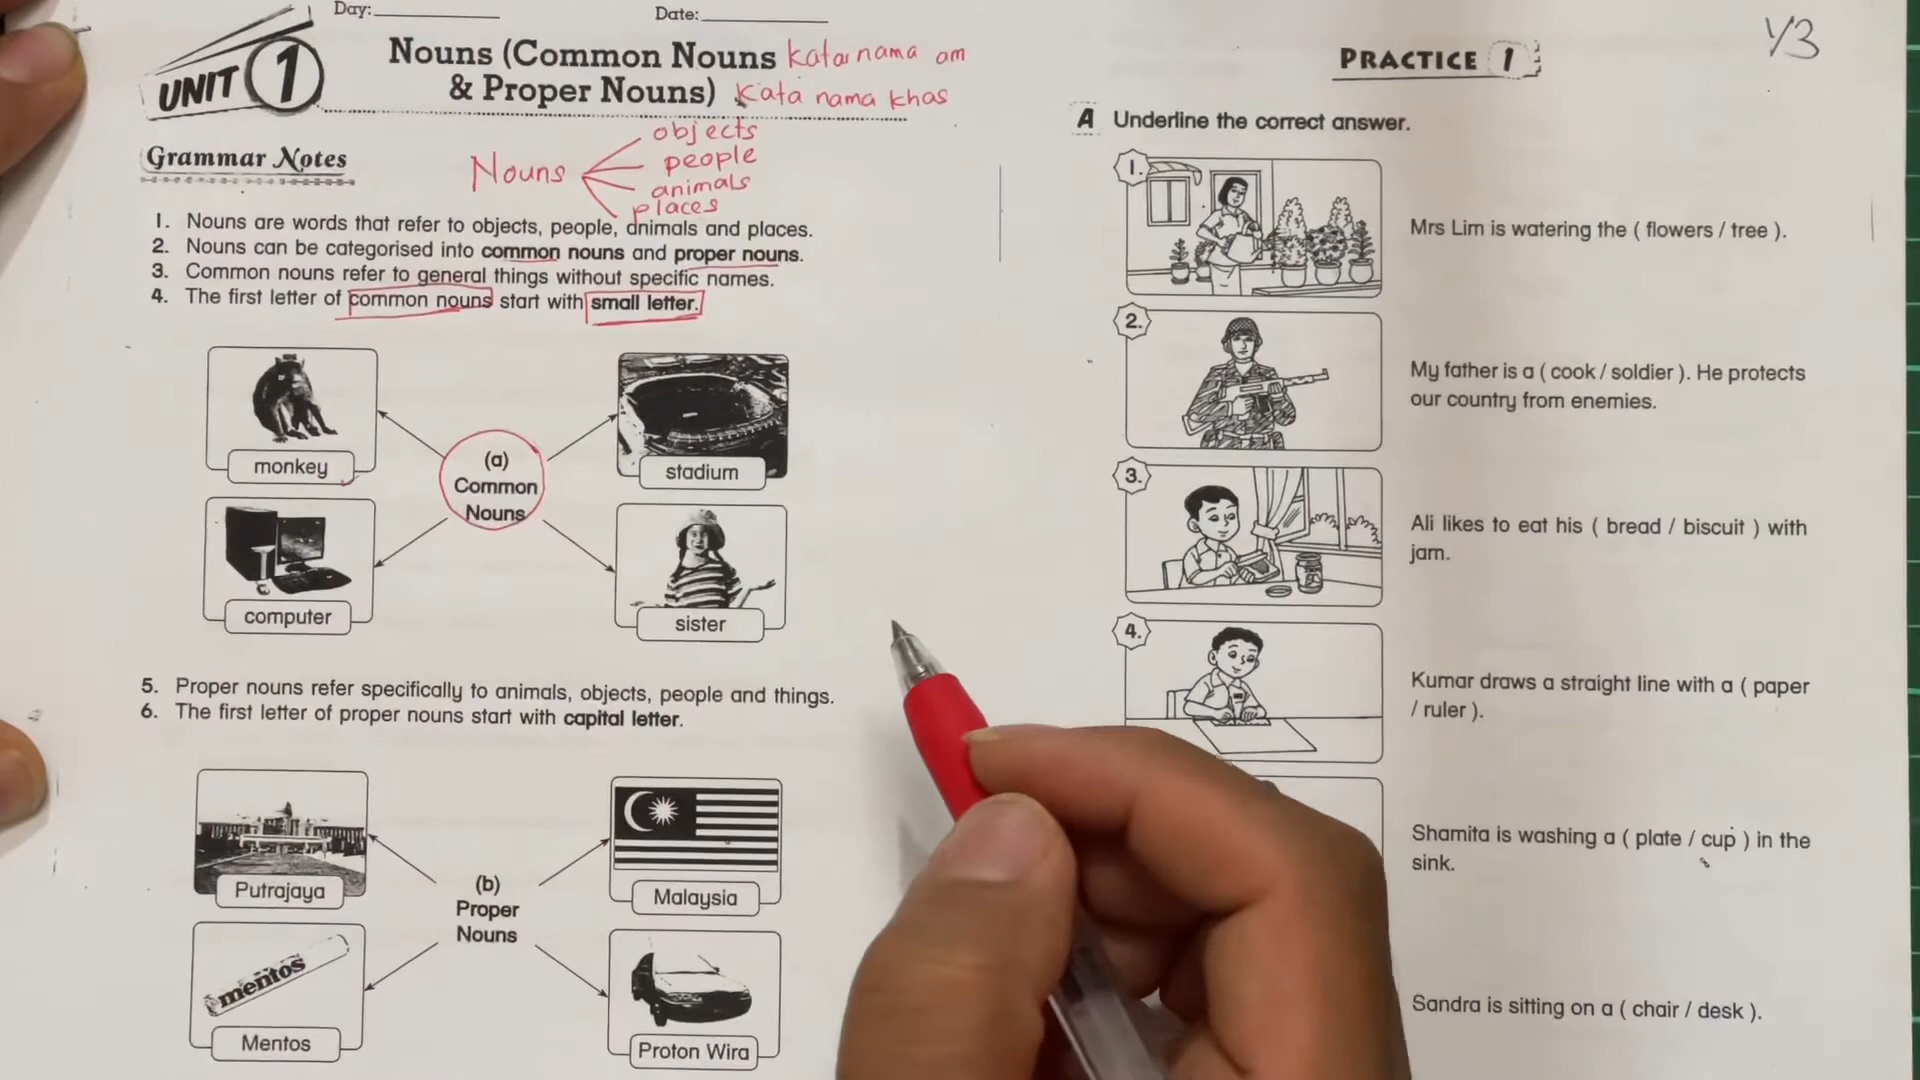 Day:
Date:
UNIT 1
Nouns (Common Nouns kata nama am
& Proper Nouns) kata nama khas
Grammar Notes
Nouns
objects
people
animals
places
1. Nouns are words that refer to objects, people, animals and places.
2. Nouns can be categorised into common nouns and proper nouns.
3. Common nouns refer to general things without specific names.
4. The first letter of common nouns start with small letter.
monkey
stadium
(a)
Common
Nouns
computer
sister
5. Proper nouns refer specifically to animals, objects, people and things.
6. The first letter of proper nouns start with capital letter.
Putrajaya
Malaysia
(b)
Proper
Nouns
mentos
Mentos
Proton Wira
1/3
PRACTICE 1
A Underline the correct answer.
1.
Mrs Lim is watering the ( flowers / tree ).
2.
My father is a ( cook / soldier ). He protects
our country from enemies.
3.
Ali likes to eat his ( bread / biscuit ) with
jam.
4.
Kumar draws a straight line with a ( paper
/ ruler ).
Shamita is washing a ( plate / cup ) in the
sink.
Sandra is sitting on a ( chair / desk ).